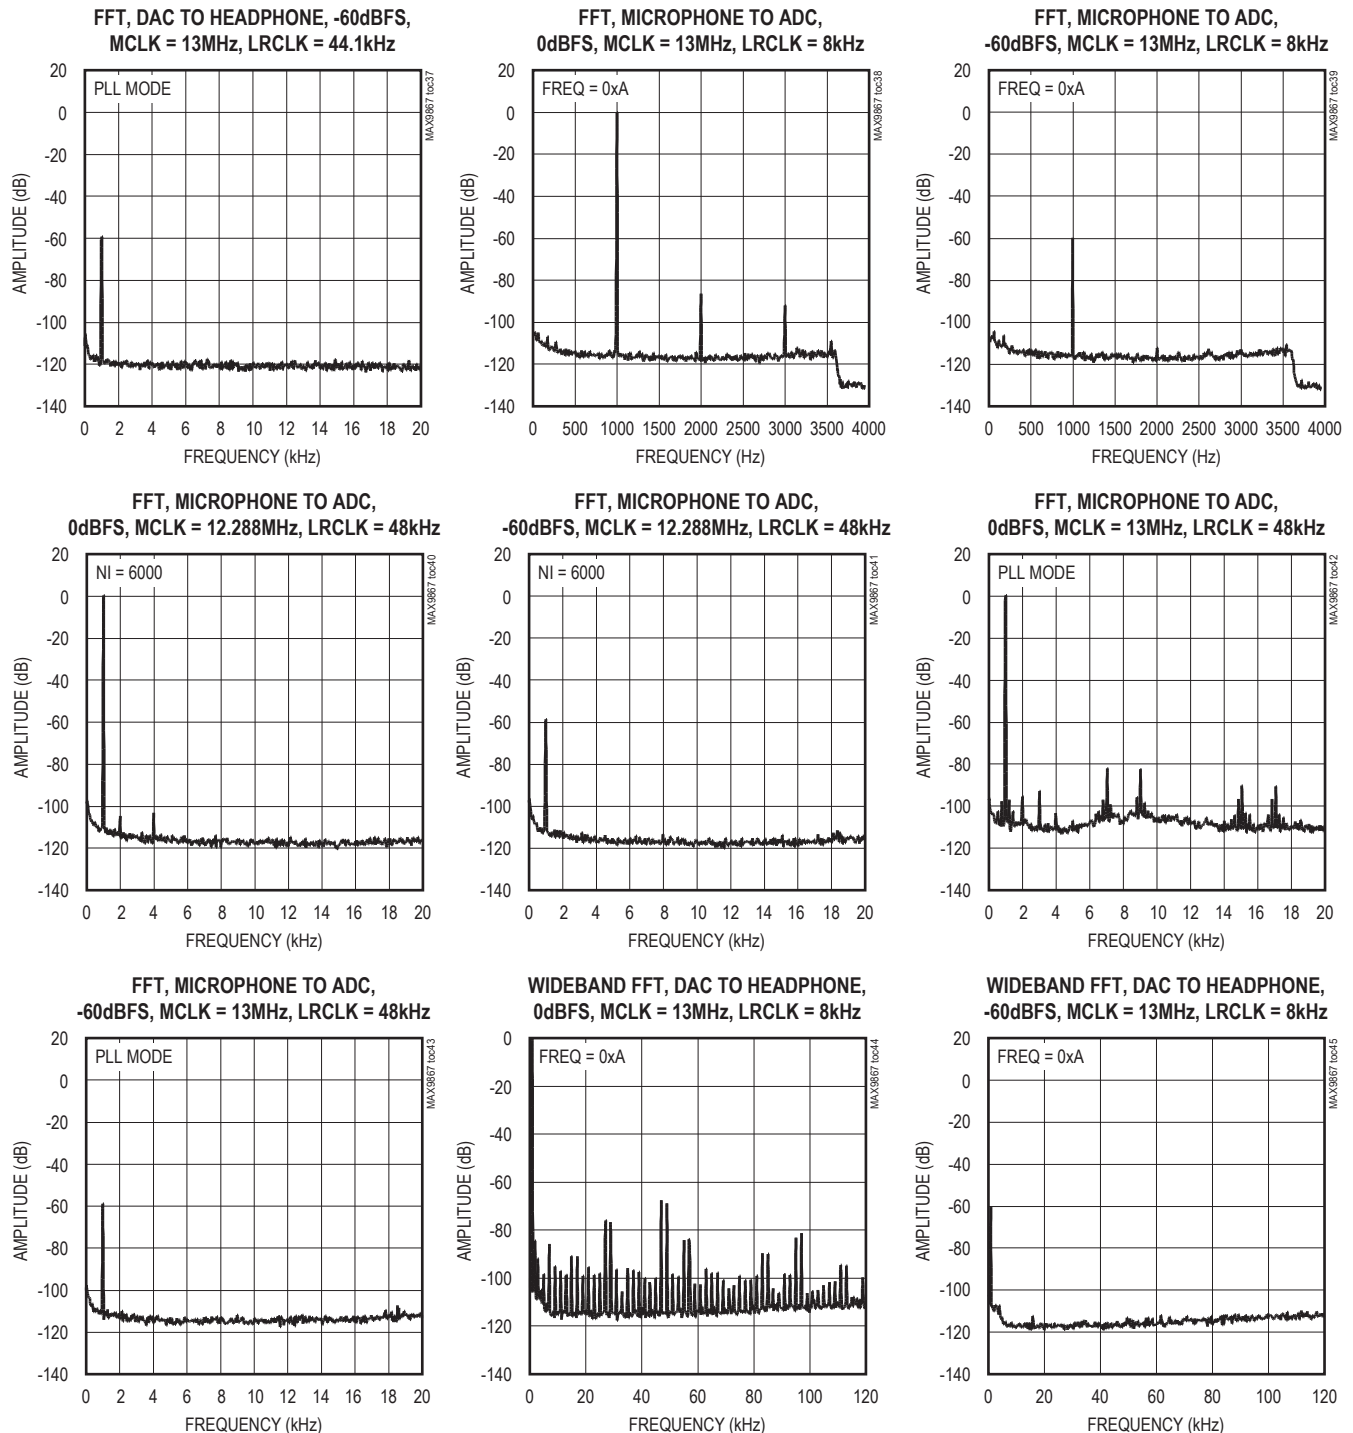 FFT, DAC TO HEADPHONE, -60dBFS,
MCLK = 13MHz, LRCLK = 44.1kHz
PLL MODE
MAX9867 toc37
20
0
-20
-40
-60
-80
-100
-120
-140
AMPLITUDE (dB)
0 2 4 6 8 10 12 14 16 18 20
FREQUENCY (kHz)
FFT, MICROPHONE TO ADC,
0dBFS, MCLK = 13MHz, LRCLK = 8kHz
FREQ = 0xA
MAX9867 toc38
20
0
-20
-40
-60
-80
-100
-120
-140
AMPLITUDE (dB)
0 500 1000 1500 2000 2500 3000 3500 4000
FREQUENCY (Hz)
FFT, MICROPHONE TO ADC,
-60dBFS, MCLK = 13MHz, LRCLK = 8kHz
FREQ = 0xA
MAX9867 toc39
20
0
-20
-40
-60
-80
-100
-120
-140
AMPLITUDE (dB)
0 500 1000 1500 2000 2500 3000 3500 4000
FREQUENCY (Hz)
FFT, MICROPHONE TO ADC,
0dBFS, MCLK = 12.288MHz, LRCLK = 48kHz
NI = 6000
MAX9867 toc40
20
0
-20
-40
-60
-80
-100
-120
-140
AMPLITUDE (dB)
0 2 4 6 8 10 12 14 16 18 20
FREQUENCY (kHz)
FFT, MICROPHONE TO ADC,
-60dBFS, MCLK = 12.288MHz, LRCLK = 48kHz
NI = 6000
MAX9867 toc41
20
0
-20
-40
-60
-80
-100
-120
-140
AMPLITUDE (dB)
0 2 4 6 8 10 12 14 16 18 20
FREQUENCY (kHz)
FFT, MICROPHONE TO ADC,
0dBFS, MCLK = 13MHz, LRCLK = 48kHz
PLL MODE
MAX9867 toc42
20
0
-20
-40
-60
-80
-100
-120
-140
AMPLITUDE (dB)
0 2 4 6 8 10 12 14 16 18 20
FREQUENCY (kHz)
FFT, MICROPHONE TO ADC,
-60dBFS, MCLK = 13MHz, LRCLK = 48kHz
PLL MODE
MAX9867 toc43
20
0
-20
-40
-60
-80
-100
-120
-140
AMPLITUDE (dB)
0 2 4 6 8 10 12 14 16 18 20
FREQUENCY (kHz)
WIDEBAND FFT, DAC TO HEADPHONE,
0dBFS, MCLK = 13MHz, LRCLK = 8kHz
FREQ = 0xA
MAX9867 toc44
0
-20
-40
-60
-80
-100
-120
-140
AMPLITUDE (dB)
0 20 40 60 80 100 120
FREQUENCY (kHz)
WIDEBAND FFT, DAC TO HEADPHONE,
-60dBFS, MCLK = 13MHz, LRCLK = 8kHz
FREQ = 0xA
MAX9867 toc45
20
0
-20
-40
-60
-80
-100
-120
-140
AMPLITUDE (dB)
0 20 40 60 80 100 120
FREQUENCY (kHz)